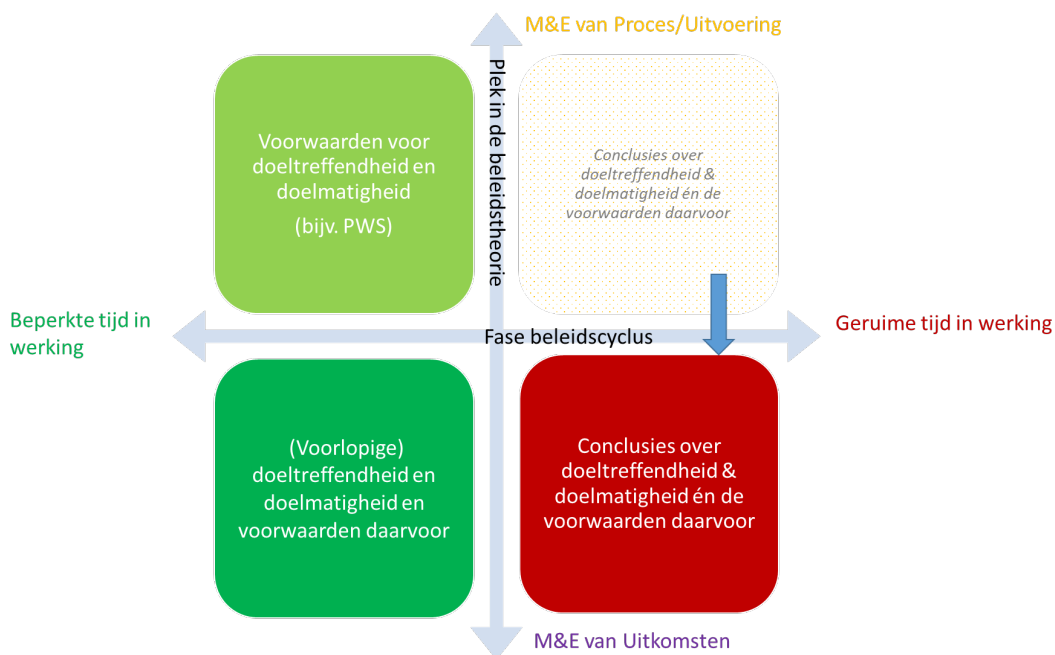 M&E van Proces/Uitvoering
Plek in de beleidstheorie
Voorwaarden voor
doeltreffendheid en
doelmatigheid
(bijv. PWS)
Conclusies over
doeltreffendheid &
doelmatigheid én de
voorwaarden daarvoor
Beperkte tijd in
werking
Fase beleidscyclus
Geruime tijd in werking
(Voorlopige)
doeltreffendheid en
doelmatigheid en
voorwaarden daarvoor
Conclusies over
doeltreffendheid &
doelmatigheid én de
voorwaarden daarvoor
M&E van Uitkomsten